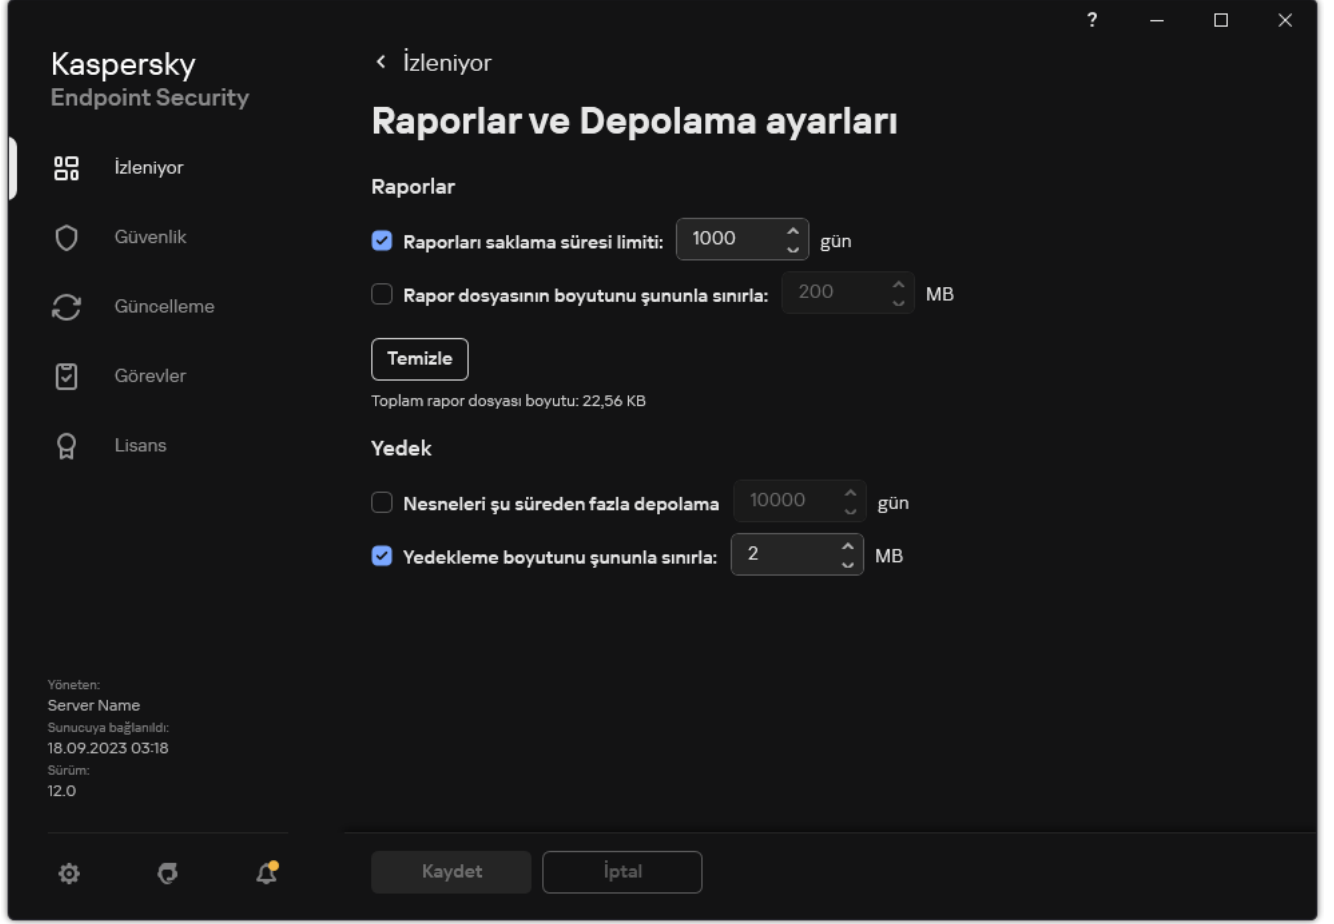 ?
Kaspersky
Endpoint Security
İzleniyor
Güvenlik
Güncelleme
Görevler
Lisans
Yöneten:
Server Name
Sunucuya bağlanıldı:
18.09.2023 03:18
Sürüm:
12.0
İzleniyor
Raporlar ve Depolama ayarları
Raporlar
Raporları saklama süresi limiti: 1000 gün
Rapor dosyasının boyutunu şununla sınırla: 200 MB
Temizle
Toplam rapor dosyası boyutu: 22,56 KB
Yedek
Nesneleri şu süreden fazla depolama 10000 gün
Yedekleme boyutunu şununla sınırla: 2 MB
Kaydet
İptal